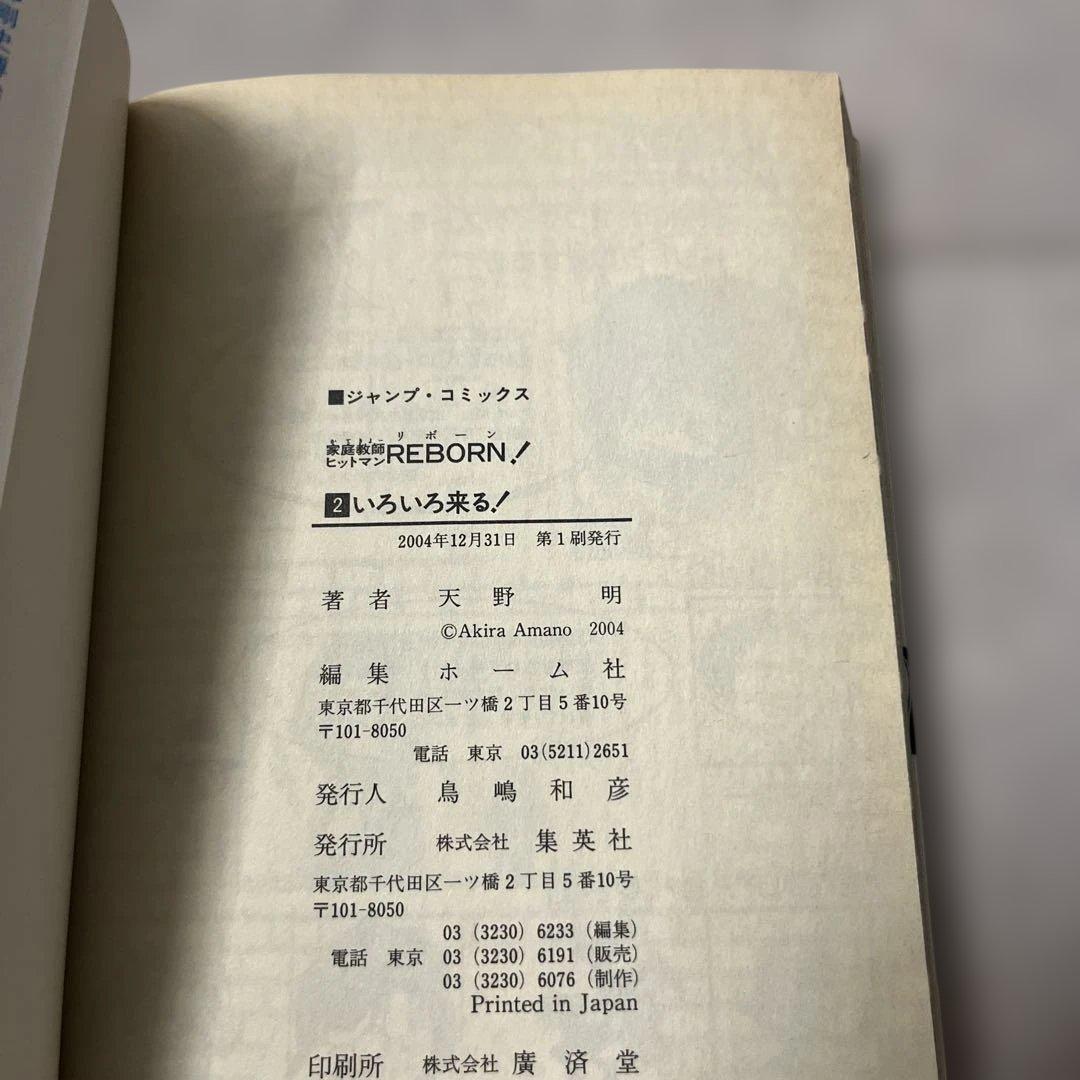 ■ジャンプ・コミックス
リボーン
家庭教師
ヒットマンREBORN!
2いろいろ来る!
2004年12月31日 第1刷発行
著者 天野 明
©Akira Amano 2004
編集 ホーム社
東京都千代田区一ツ橋2丁目5番10号
〒101-8050
電話 東京 03(5211)2651
発行人 鳥嶋和彦
発行所 株式会社 集英社
東京都千代田区一ツ橋2丁目5番10号
〒101-8050
03 (3230) 6233 (編集)
電話 東京 03 (3230) 6191 (販売)
03 (3230) 6076 (制作)
Printed in Japan
印刷所 株式会社 廣済堂